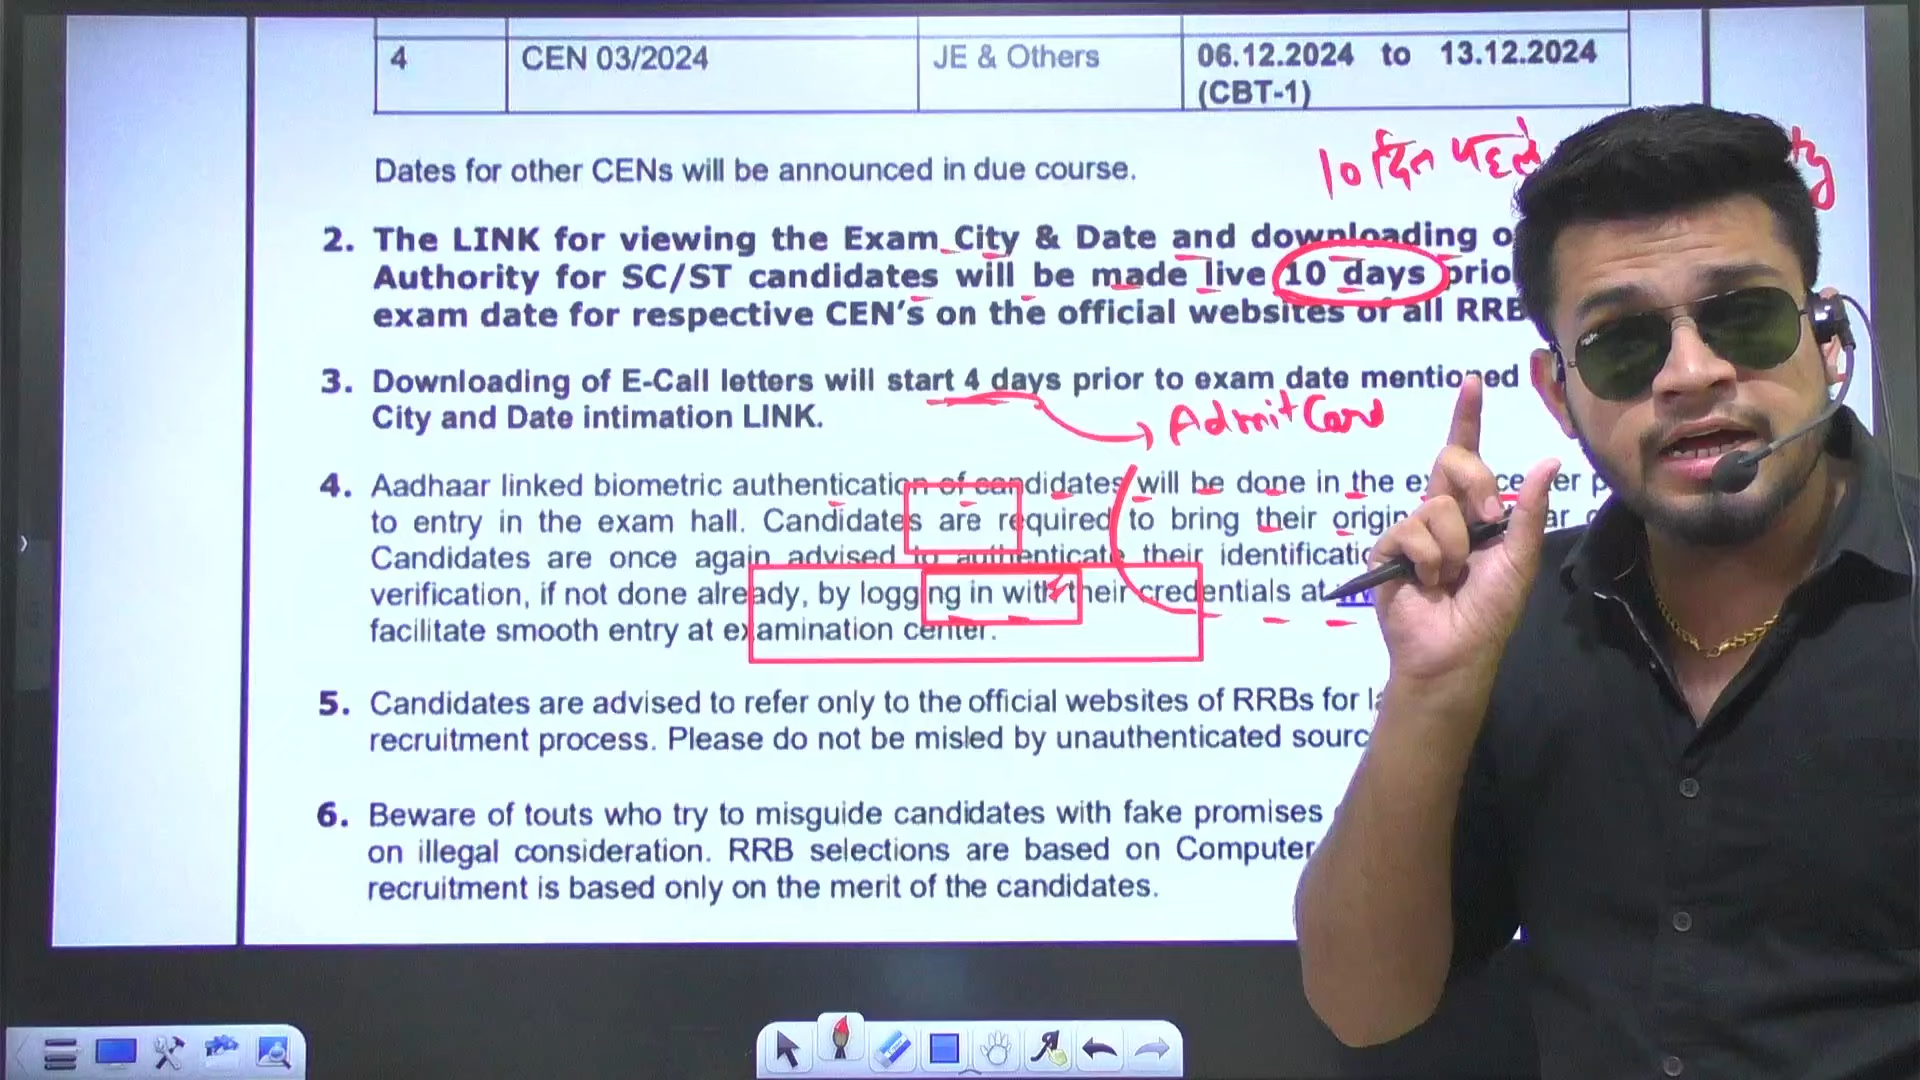 4 CEN 03/2024 JE & Others 06.12.2024 to 13.12.2024
(CBT-1)
Dates for other CENs will be announced in due course.
10 दिन पहले
2. The LINK for viewing the Exam City & Date and downloading
Authority for SC/ST candidates will be made live 10 days
exam date for respective CEN's on the official websites of all RRB
3. Downloading of E-Call letters will start 4 days prior to exam date mentioned
City and Date intimation LINK.
Admit Card
4. Aadhaar linked biometric authentication of candidates will be done in the
to entry in the exam hall. Candidates are required to bring their
Candidates are once again advised to authenticate their
verification, if not done already, by logging in with their credentials at
facilitate smooth entry at examination center.
5. Candidates are advised to refer only to the official websites of RRBs for
recruitment process. Please do not be misled by unauthenticated
6. Beware of touts who try to misguide candidates with fake promises
on illegal consideration. RRB selections are based on Computer
recruitment is based only on the merit of the candidates.